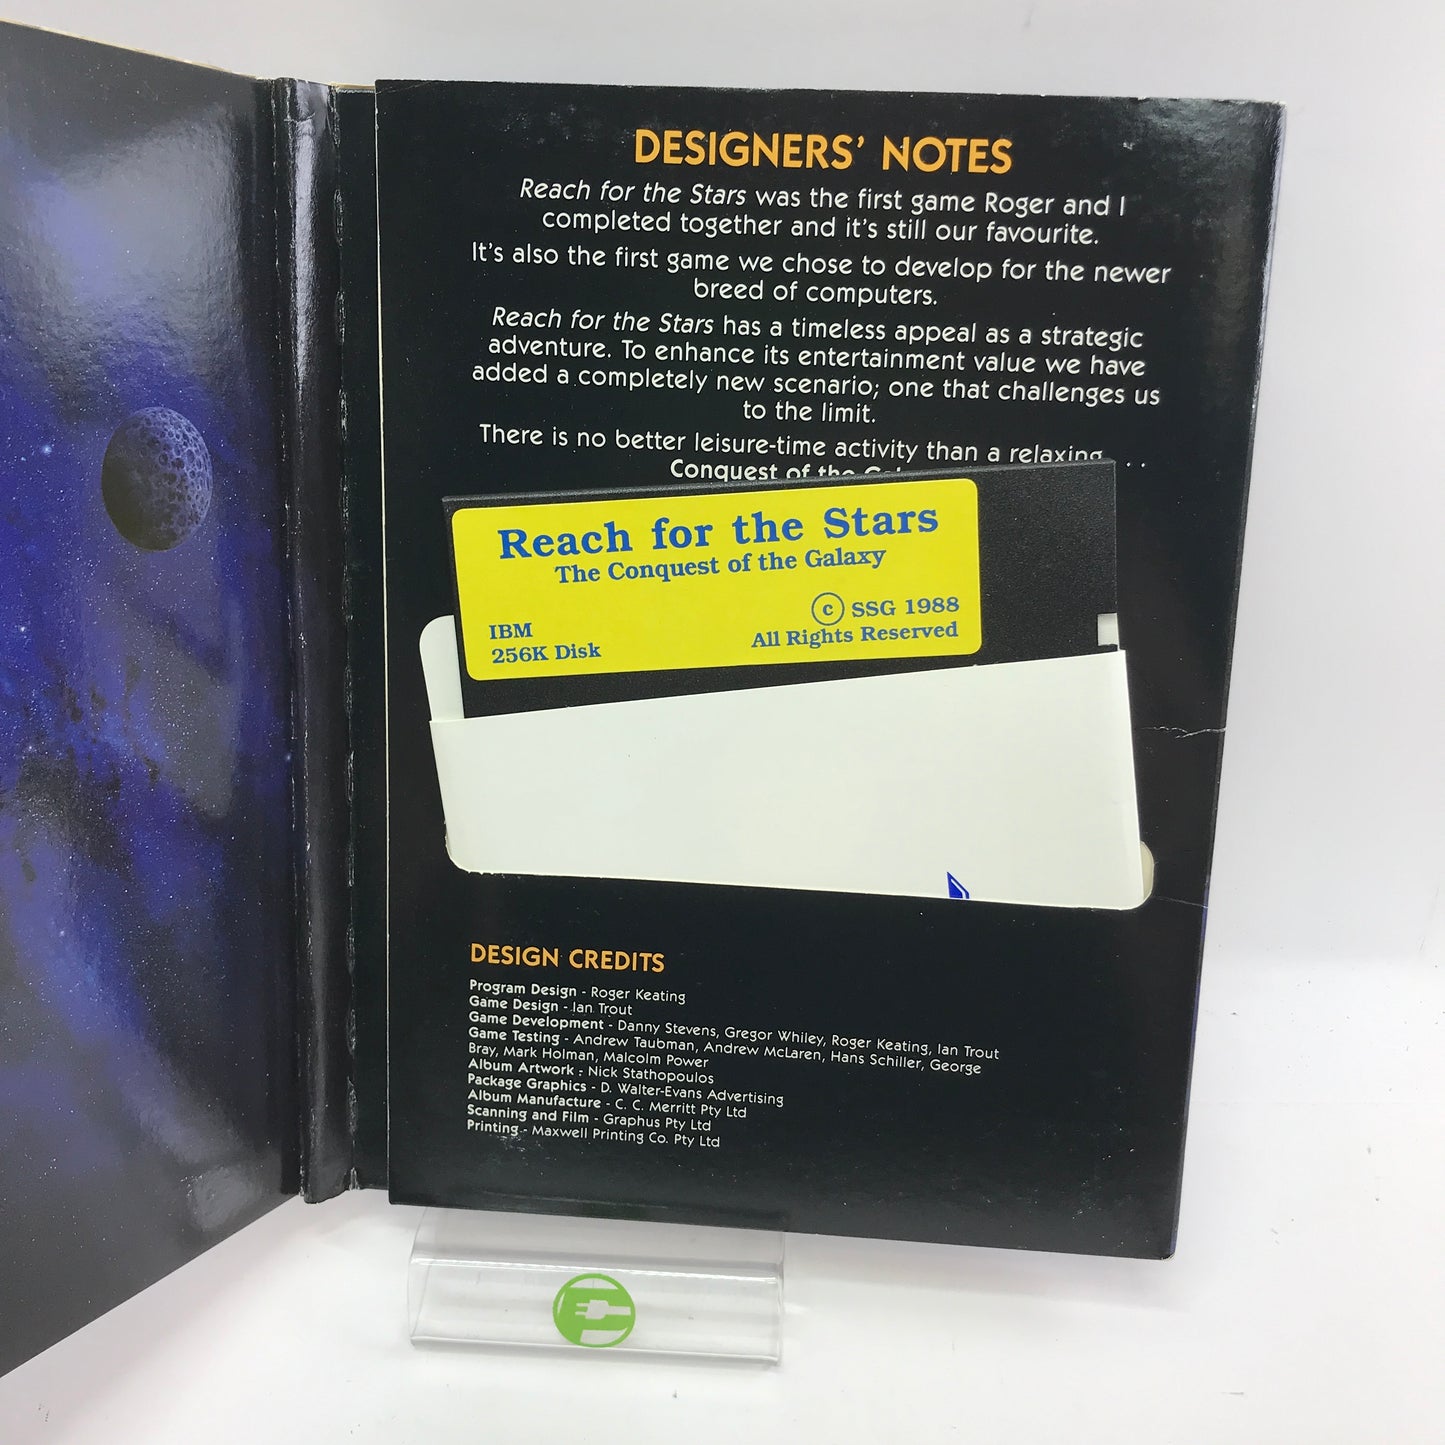 DESIGNERS' NOTES
Reach for the Stars was the first game Roger and I
completed together and it's still our favourite.
It's also the first game we chose to develop for the newer
breed of computers.
Reach for the Stars has a timeless appeal as a strategic
adventure. To enhance its entertainment value we have
added a completely new scenario; one that challenges us
to the limit.
There is no better leisure-time activity than a relaxing . . .
Conquest of the
Reach for the Stars
The Conquest of the Galaxy
IBM
256K Disk
© SSG 1988
All Rights Reserved
DESIGN CREDITS
Program Design - Roger Keating
Game Design - Ian Trout
Game Development - Danny Stevens, Gregor Whiley, Roger Keating, Ian Trout
Game Testing - Andrew Taubman, Andrew McLaren, Hans Schiller, George
Bray, Mark Holman, Malcolm Power
Album Artwork - Nick Stathopoulos
Package Graphics - D. Walter-Evans Advertising
Album Manufacture - C. C. Merritt Pty Ltd
Scanning and Film - Graphus Pty Ltd
Printing - Maxwell Printing Co. Pty Ltd